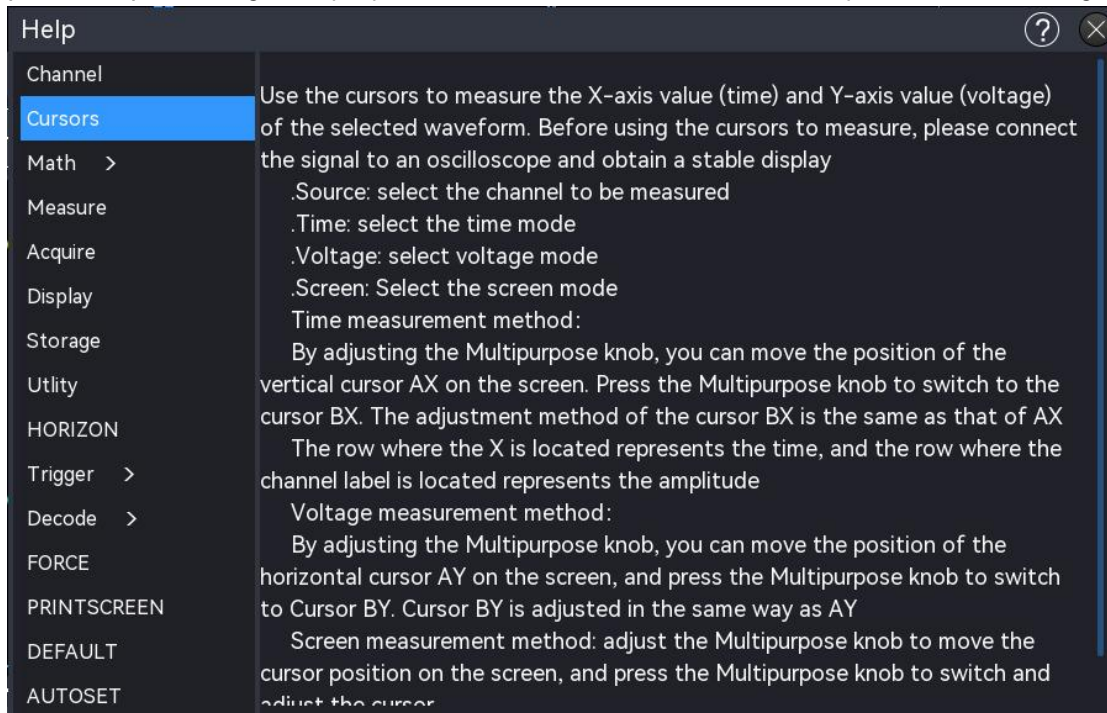 Help
?
Channel
Cursors
Math >
Measure
Acquire
Display
Storage
Utlity
HORIZON
Trigger >
Decode >
FORCE
PRINTSCREEN
DEFAULT
AUTOSET
Use the cursors to measure the X-axis value (time) and Y-axis value (voltage)
of the selected waveform. Before using the cursors to measure, please connect
the signal to an oscilloscope and obtain a stable display
.Source: select the channel to be measured
.Time: select the time mode
.Voltage: select voltage mode
.Screen: Select the screen mode
Time measurement method:
By adjusting the Multipurpose knob, you can move the position of the
vertical cursor AX on the screen. Press the Multipurpose knob to switch to the
cursor BX. The adjustment method of the cursor BX is the same as that of AX
The row where the X is located represents the time, and the row where the
channel label is located represents the amplitude
Voltage measurement method:
By adjusting the Multipurpose knob, you can move the position of the
horizontal cursor AY on the screen, and press the Multipurpose knob to switch
to Cursor BY. Cursor BY is adjusted in the same way as AY
Screen measurement method: adjust the Multipurpose knob to move the
cursor position on the screen, and press the Multipurpose knob to switch and
adjust the cursor